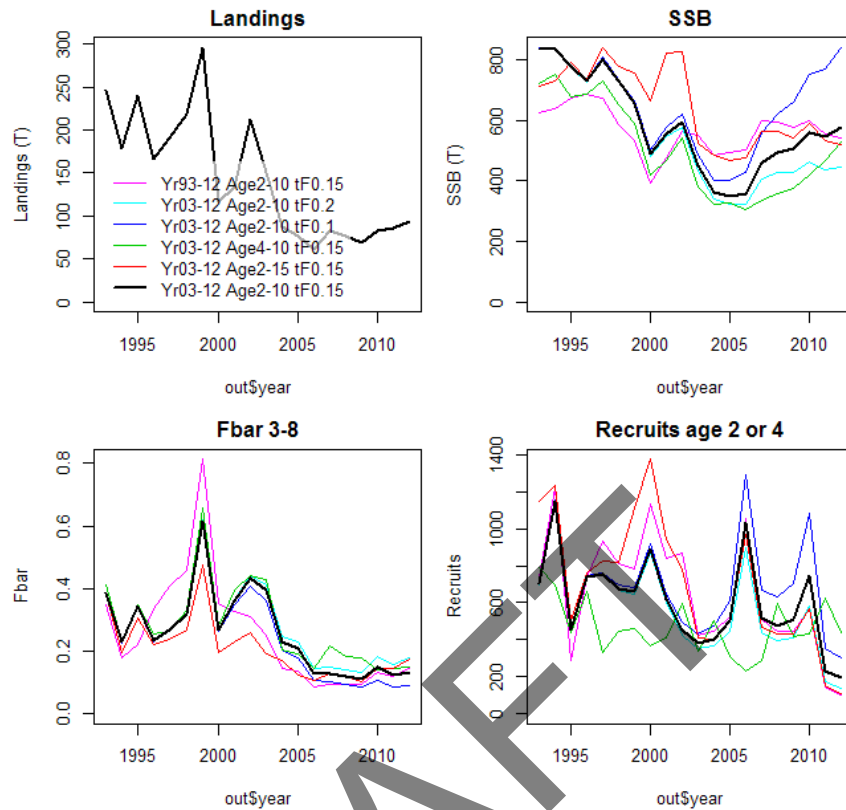 Landings
Landings (T)
0 50 100 150 200 250 300
Yr93-12 Age2-10 tF0.15
Yr03-12 Age2-10 tF0.2
Yr03-12 Age2-10 tF0.1
Yr03-12 Age4-10 tF0.15
Yr03-12 Age2-15 tF0.15
Yr03-12 Age2-10 tF0.15
1995 2000 2005 2010
out$year
SSB
SSB (T)
0 200 400 600 800
1995 2000 2005 2010
out$year
Fbar 3-8
Fbar
0.0 0.2 0.4 0.6 0.8
1995 2000 2005 2010
out$year
Recruits age 2 or 4
Recruits
0 200 600 1000 1400
1995 2000 2005 2010
out$year
AFT